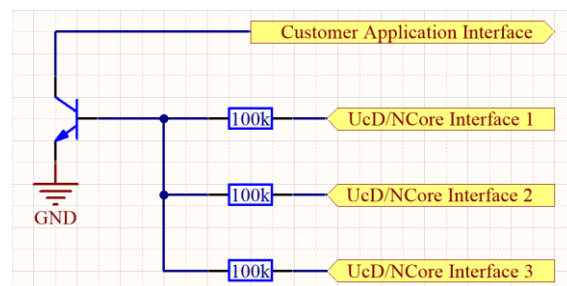 Customer Application Interface
100k
UcD/NCore Interface 1
100k
UcD/NCore Interface 2
GND
100k
UcD/NCore Interface 3